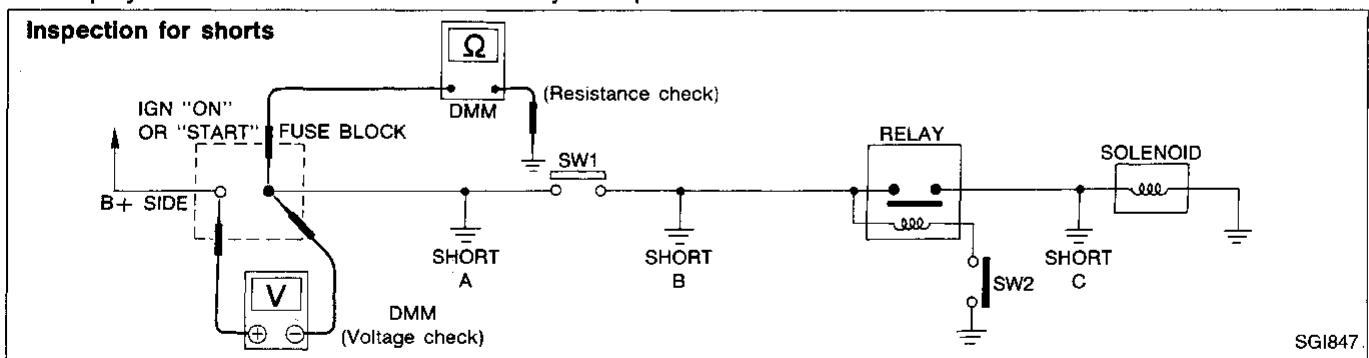 Inspection for shorts
Ω
DMM
(Resistance check)
IGN "ON"
OR "START"
FUSE BLOCK
B+ SIDE
SW1
RELAY
SOLENOID
SHORT
A
SHORT
B
SHORT
C
SW2
V
DMM
(Voltage check)
SGI847